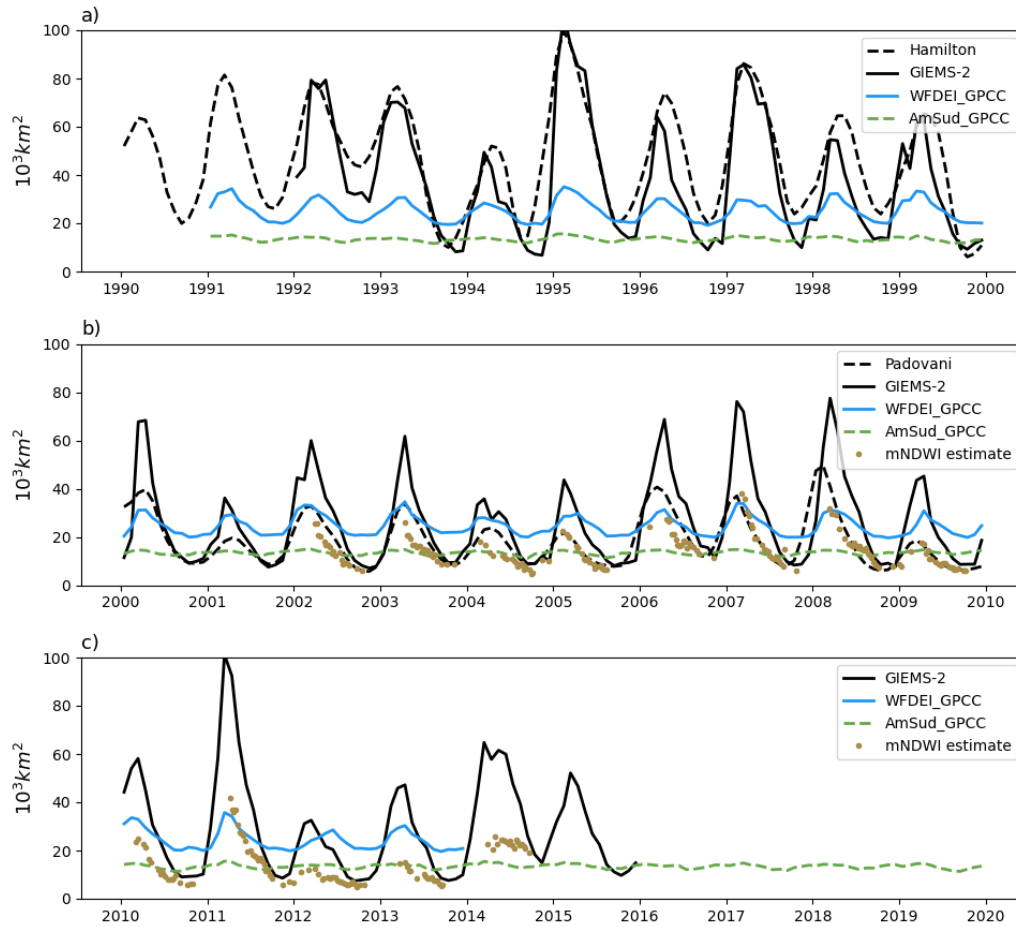 a)
100
80
60
40
20
0
10³km²
Hamilton
GIEMS-2
WFDEI_GPCC
AmSud_GPCC
1990 1991 1992 1993 1994 1995 1996 1997 1998 1999 2000
b)
100
80
60
40
20
0
10³km²
Padovani
GIEMS-2
WFDEI_GPCC
AmSud_GPCC
mNDWI estimate
2000 2001 2002 2003 2004 2005 2006 2007 2008 2009 2010
c)
100
80
60
40
20
0
10³km²
GIEMS-2
WFDEI_GPCC
AmSud_GPCC
mNDWI estimate
2010 2011 2012 2013 2014 2015 2016 2017 2018 2019 2020